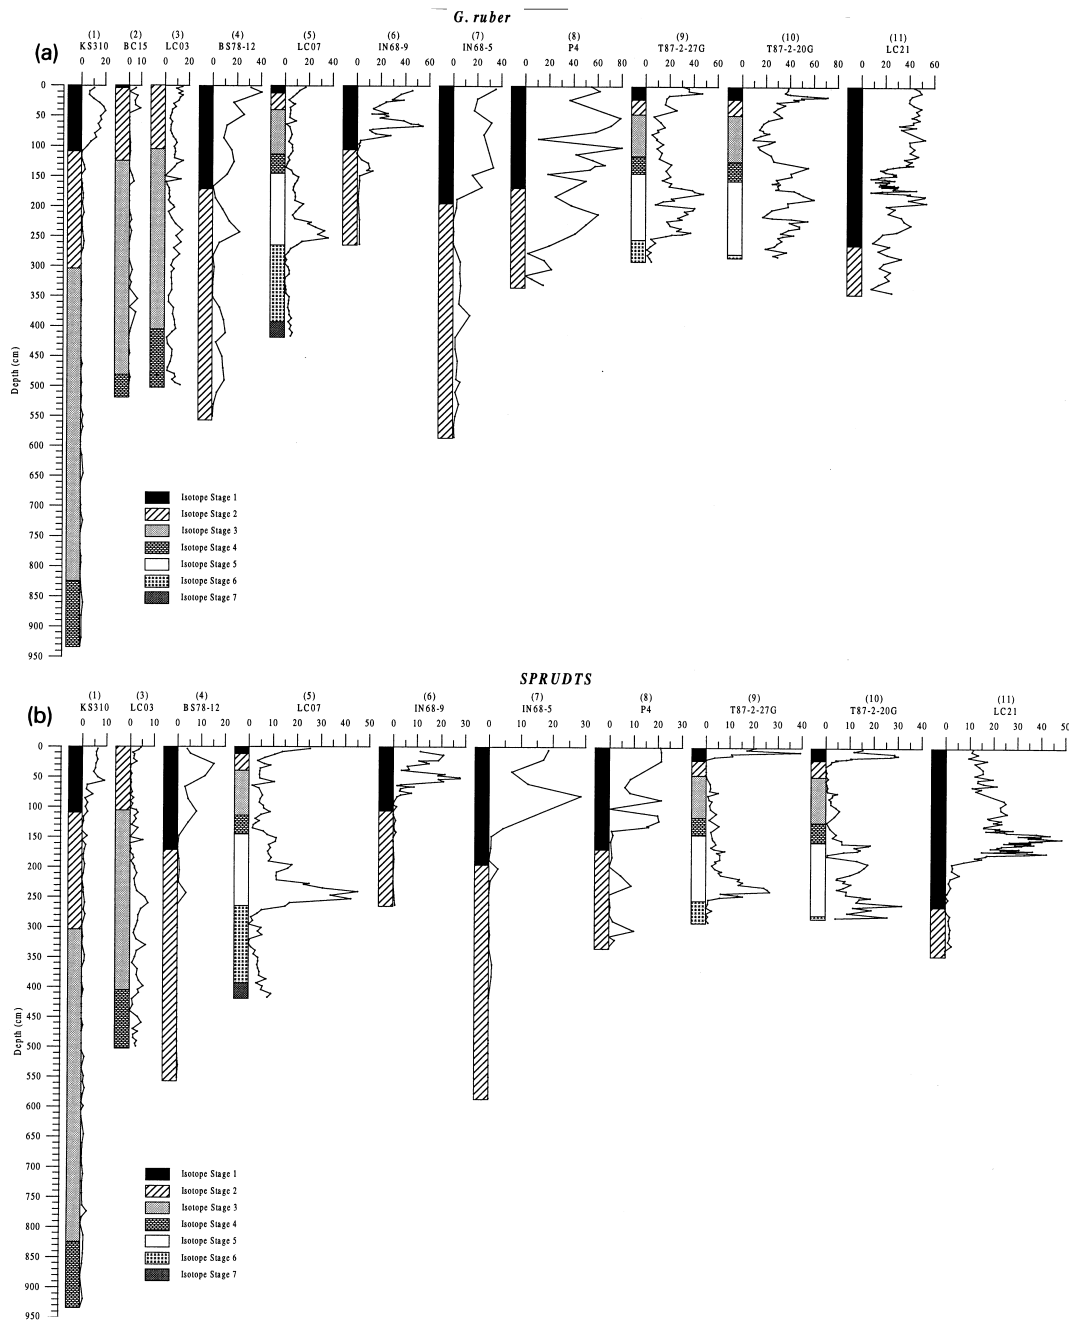 G. ruber
(a)
(1) (2) (3) (4) (5) (6) (7) (8) (9) (10) (11)
KS310 BC15 LC03 BS78-12 LC07 IN68-9 IN68-5 P4 T87-2-27G T87-2-20G LC21
0 10 20 0 10 0 10 20 0 20 40 0 20 40 0 20 40 60 0 20 40 0 20 40 60 80 0 20 40 60 0 20 40 60 80 0 20 40 60
0
50
100
150
200
250
300
350
400
450
500
550
600
650
700
750
800
850
900
950
Depth (cm)
Isotope Stage 1
Isotope Stage 2
Isotope Stage 3
Isotope Stage 4
Isotope Stage 5
Isotope Stage 6
Isotope Stage 7
SPRUDTS
(b)
(1) (3) (4) (5) (6) (7) (8) (9) (10) (11)
KS310 LC03 BS78-12 LC07 IN68-9 IN68-5 P4 T87-2-27G T87-2-20G LC21
0 10 0 10 0 10 20 0 10 20 30 40 50 0 10 20 30 0 10 20 30 0 10 20 30 0 10 20 30 40 0 10 20 30 40 0 10 20 30 40 50
0
50
100
150
200
250
300
350
400
450
500
550
600
650
700
750
800
850
900
950
Depth (cm)
Isotope Stage 1
Isotope Stage 2
Isotope Stage 3
Isotope Stage 4
Isotope Stage 5
Isotope Stage 6
Isotope Stage 7